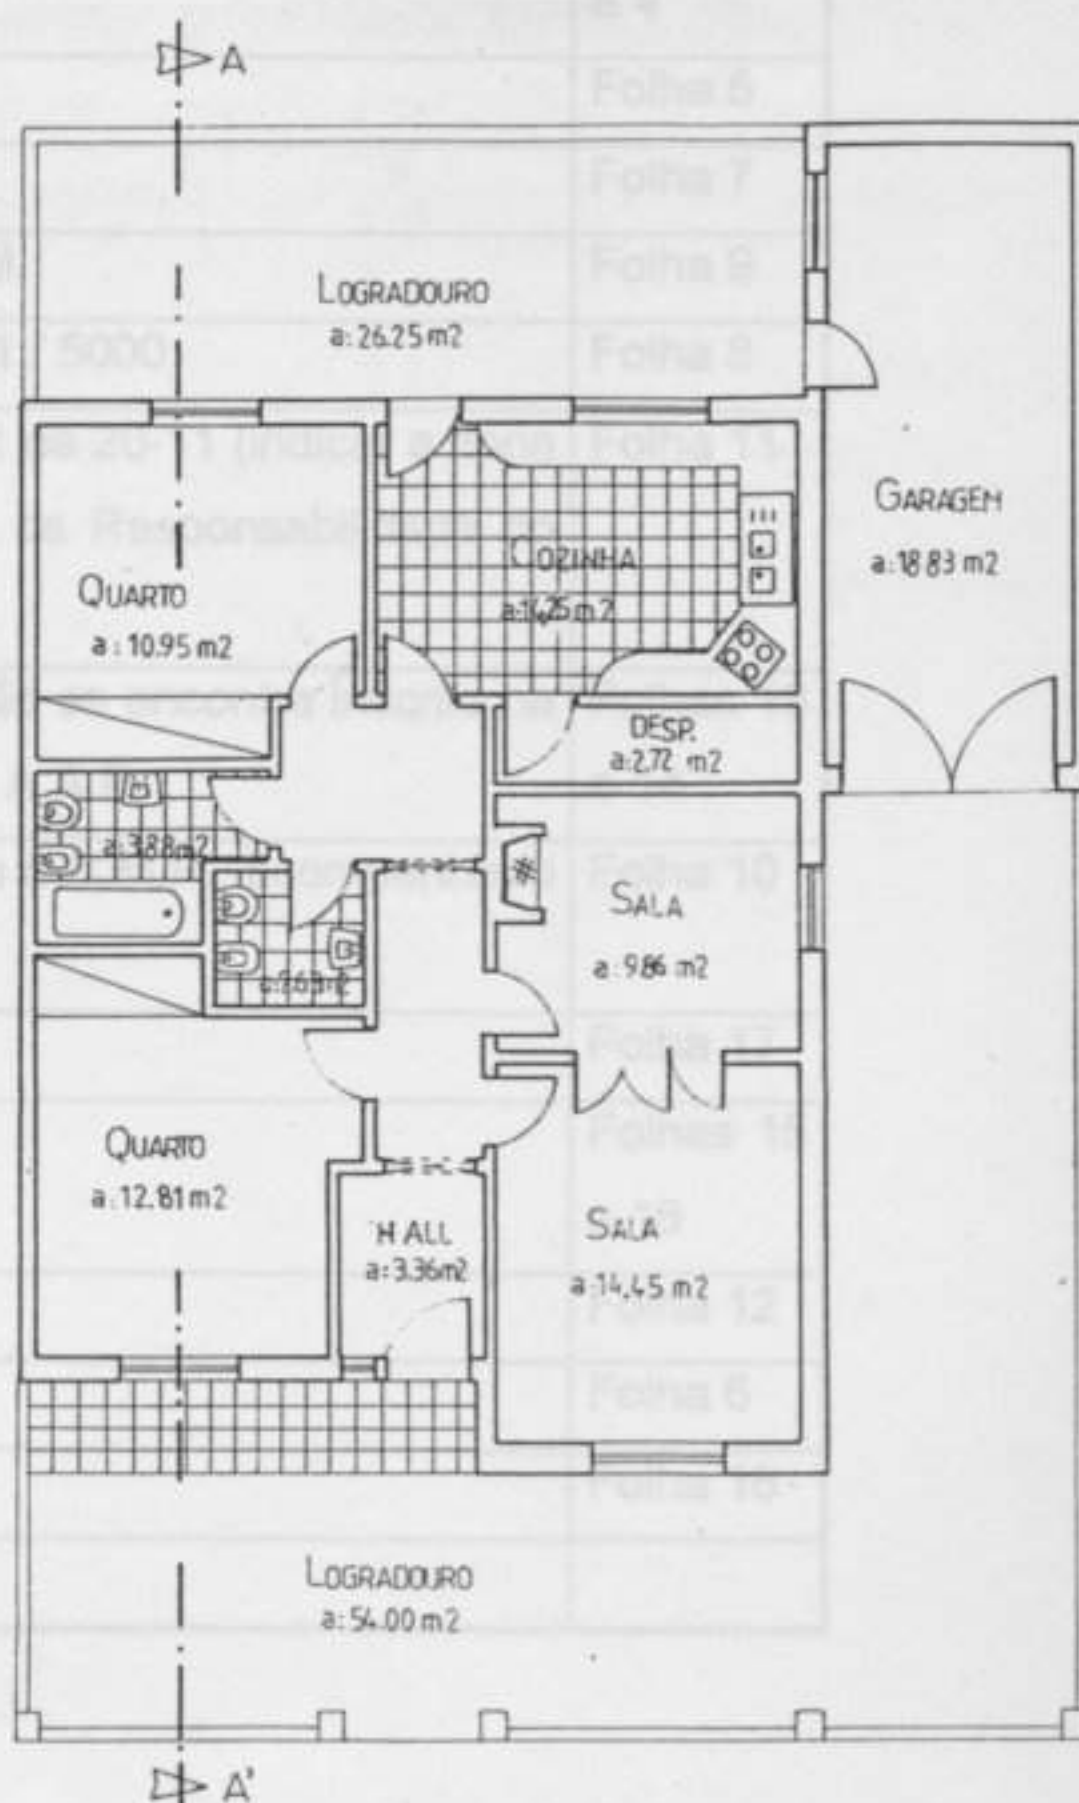 A
Folha 7
Folha 9
LOGRADOURO
a: 26.25 m2
5000
Folha 8
GARAGEM
a: 18.83 m2
COZINHA
QUARTO
a: 10.95 m2
DESP.
a: 2.72 m2
a: 3.88 m2
Folha 10
SALA
a: 9.86 m2
QUARTO
a: 12.81 m2
HALL
a: 3.36 m2
SALA
a: 14.45 m2
Folha 12
Folha 6
Folha 16
LOGRADOURO
a: 54.00 m2
A'